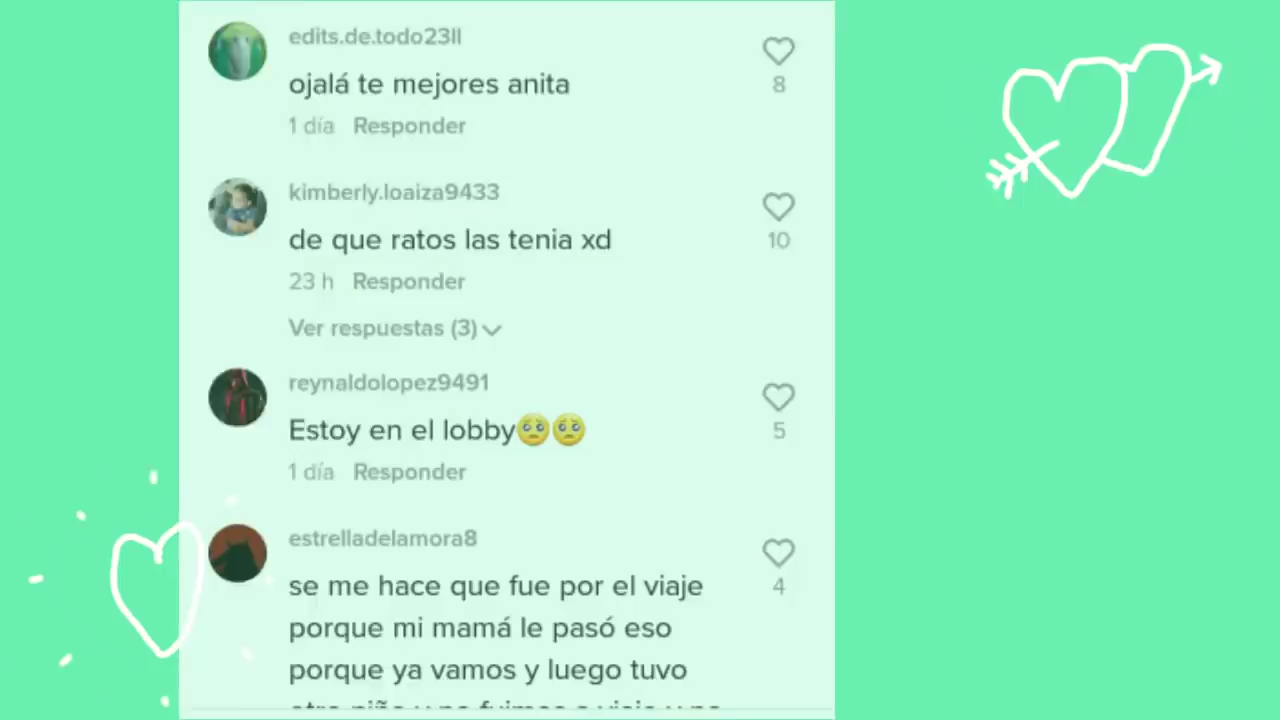 edits.de.todo23ll
ojalá te mejores anita
8
1 día Responder
kimberly.loaiza9433
de que ratos las tenia xd
10
23 h Responder
Ver respuestas (3)
reynaldolopez9491
Estoy en el lobby🥺🥺
5
1 día Responder
estrelladelamora8
se me hace que fue por el viaje
4
porque mi mamá le pasó eso
porque ya vamos y luego tuvo